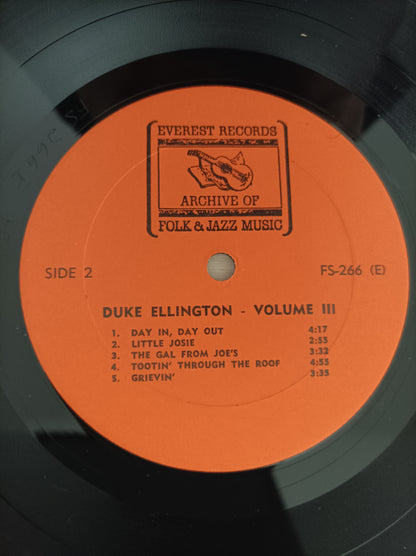 EVEREST RECORDS
ARCHIVE OF
FOLK & JAZZ MUSIC
SIDE 2
FS-266 (E)
DUKE ELLINGTON - VOLUME III
1. DAY IN, DAY OUT 4:17
2. LITTLE JOSIE 2:55
3. THE GAL FROM JOE'S 3:32
4. TOOTIN' THROUGH THE ROOF 4:55
5. GRIEVIN' 3:35